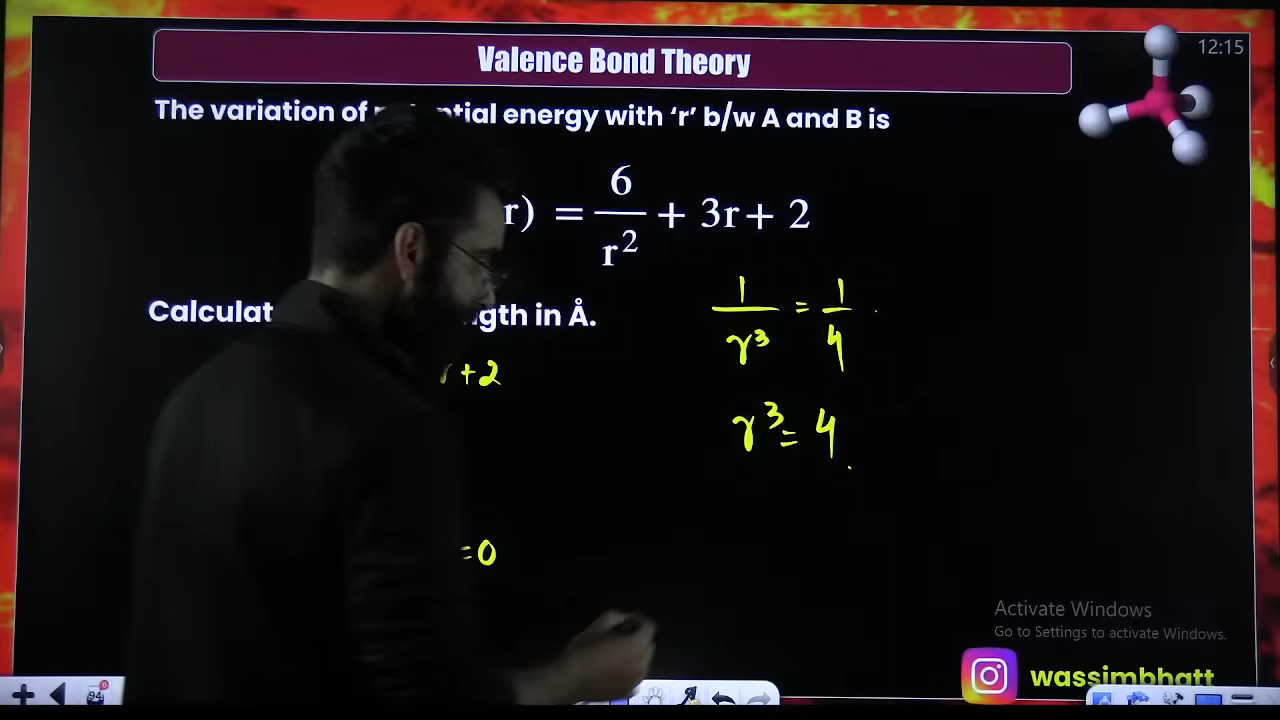 Valence Bond Theory
12:15
The variation of ntial energy with ‘r’ b/w A and B is
r) = 6/r² + 3r + 2
Calculat gth in Å.
1/r³ = 1/4
+2
r³ = 4
=0
Activate Windows
Go to Settings to activate Windows.
wassimbhatt
94